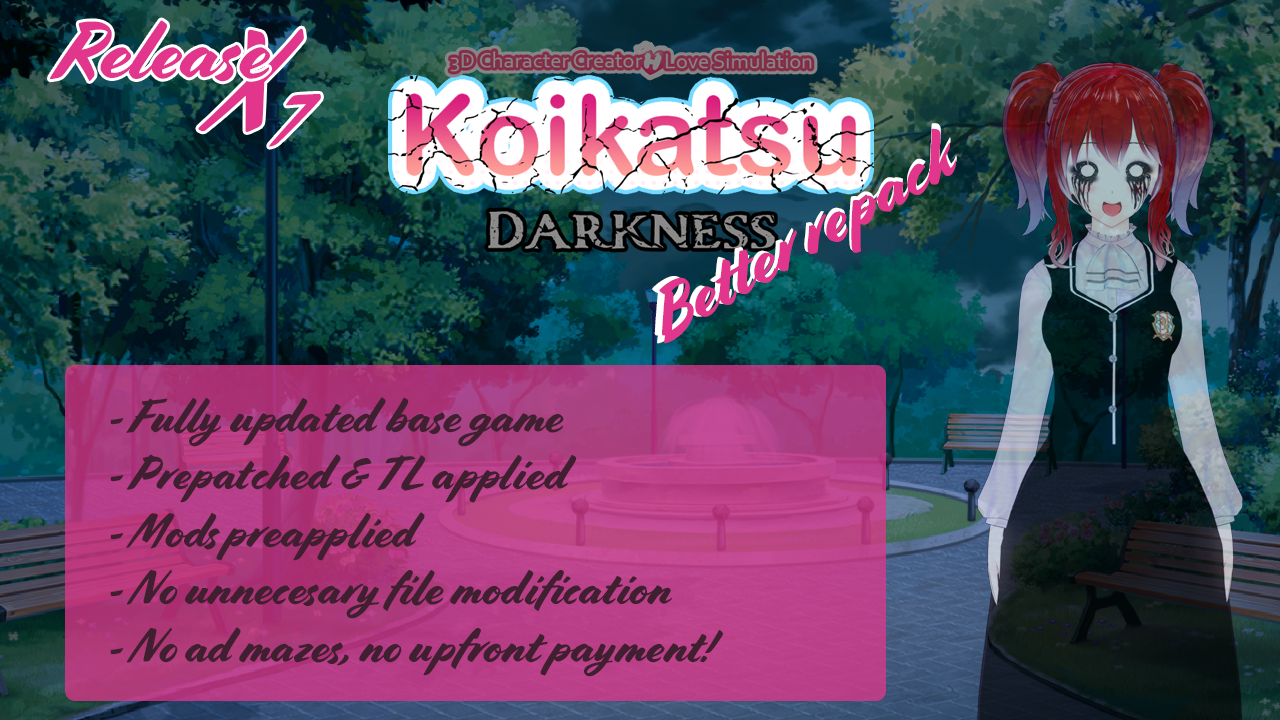 Release X 7
3D Character Creator H Love Simulation
Koikatsu
DARKNESS
Better repack
- Fully updated base game
- Prepatched & TL applied
- Mods preapplied
- No unnecesary file modification
- No ad mazes, no upfront payment!